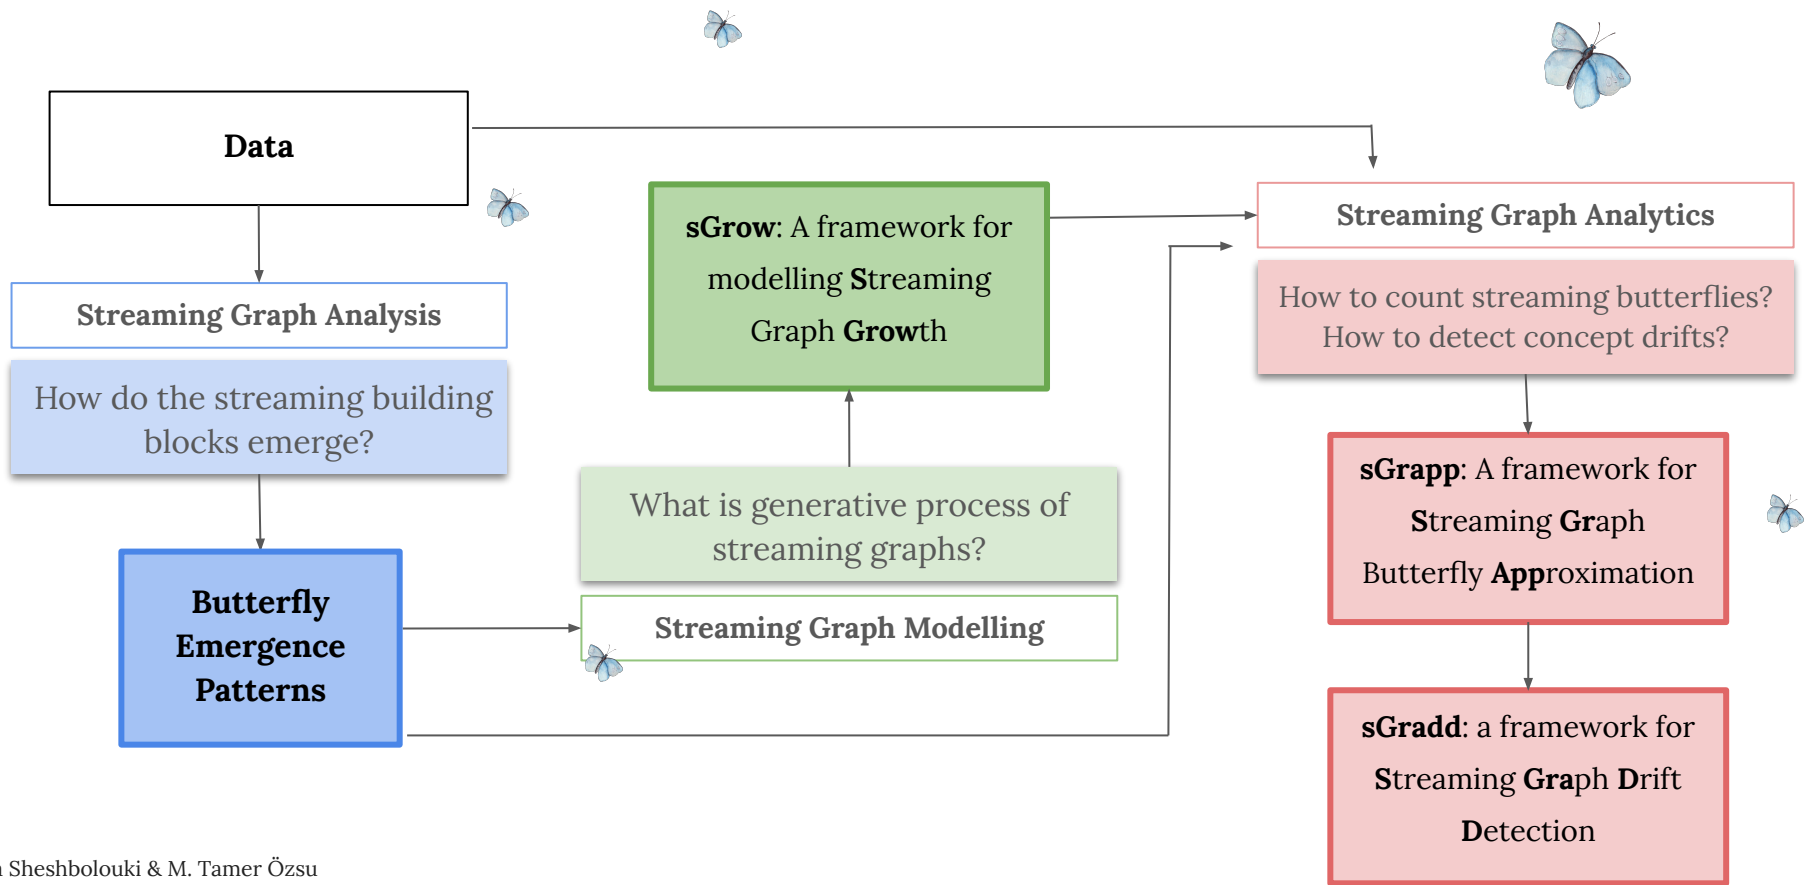 Data
Streaming Graph Analysis
How do the streaming building
blocks emerge?
Butterfly
Emergence
Patterns
sGrow: A framework for
modelling Streaming
Graph Growth
What is generative process of
streaming graphs?
Streaming Graph Modelling
Streaming Graph Analytics
How to count streaming butterflies?
How to detect concept drifts?
sGrapp: A framework for
Streaming Graph
Butterfly Approximation
sGradd: a framework for
Streaming Graph Drift
Detection
Sheshbolouki & M. Tamer Özsu